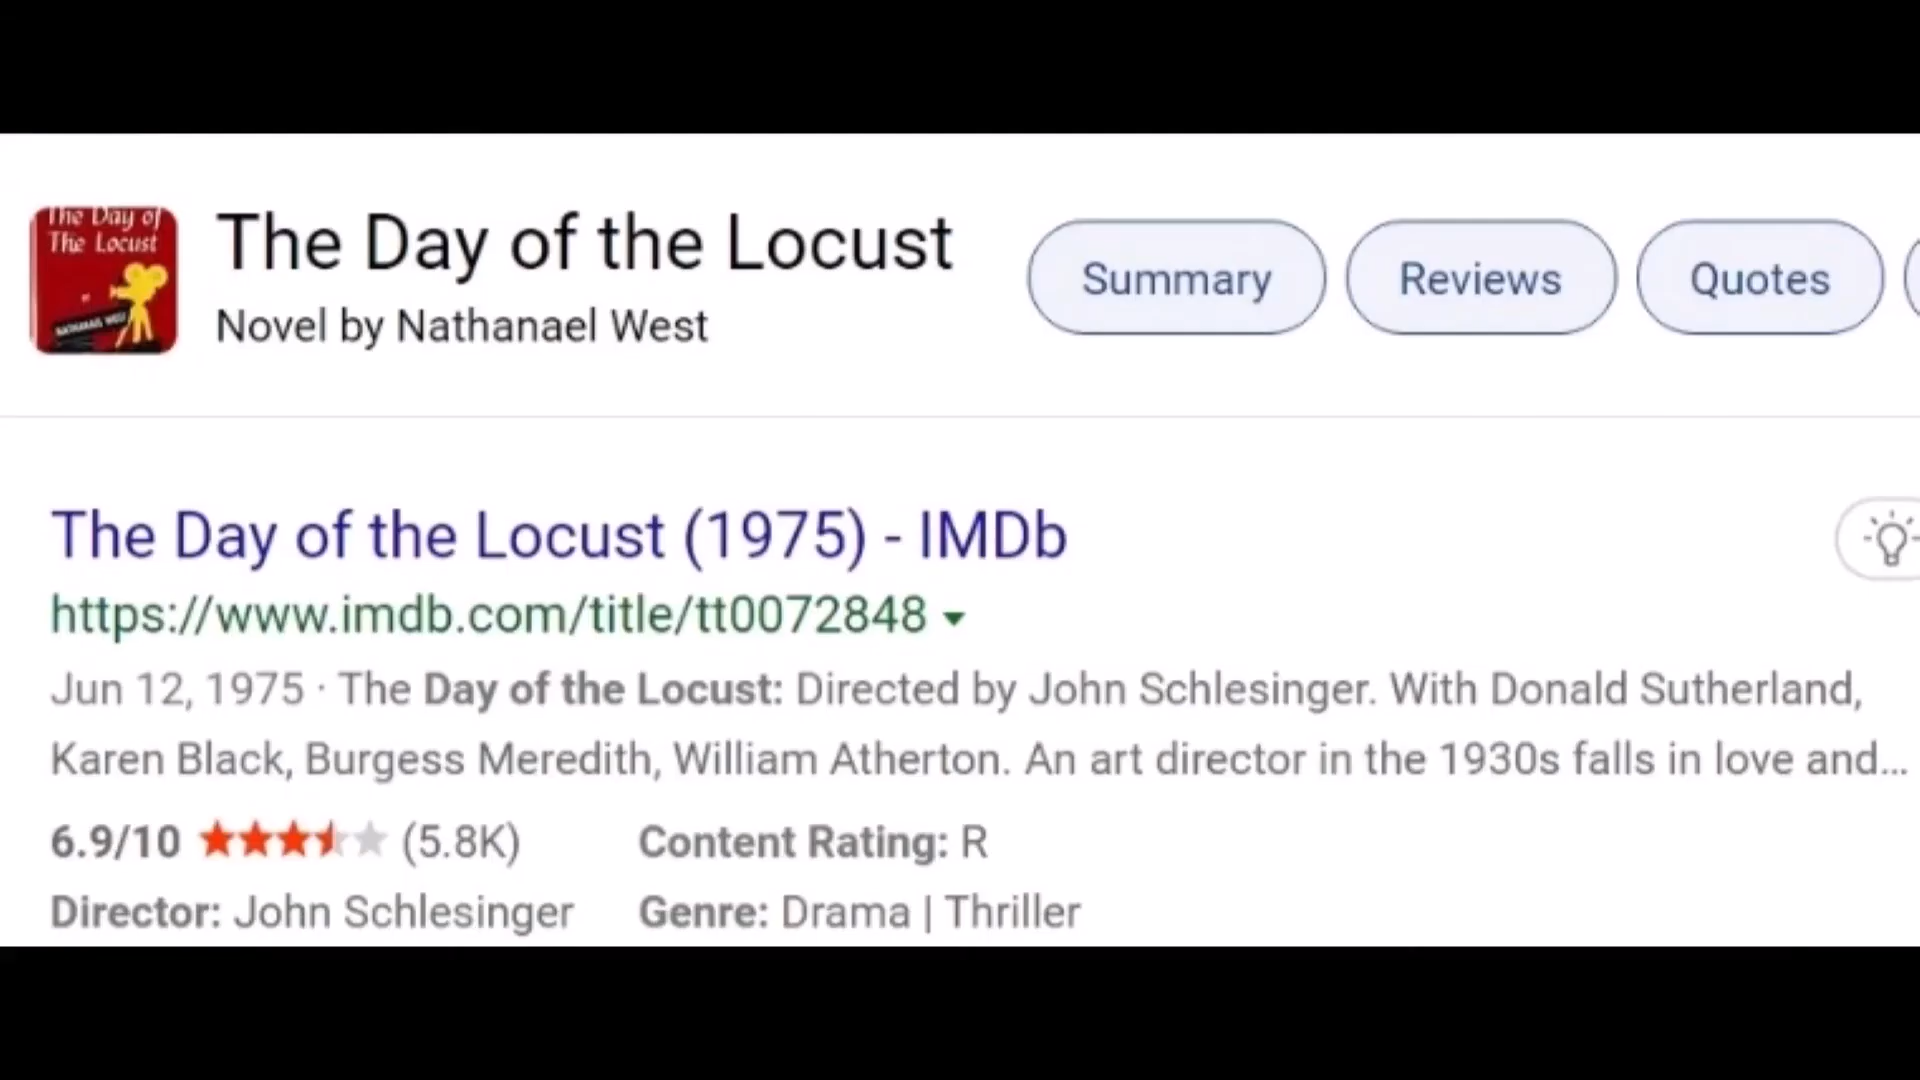 The Day of
The Locust
NATHANAEL WEST
The Day of the Locust
Novel by Nathanael West
Summary
Reviews
Quotes
The Day of the Locust (1975) - IMDb
https://www.imdb.com/title/tt0072848
Jun 12, 1975 · The Day of the Locust: Directed by John Schlesinger. With Donald Sutherland,
Karen Black, Burgess Meredith, William Atherton. An art director in the 1930s falls in love and...
6.9/10 (5.8K) Content Rating: R
Director: John Schlesinger Genre: Drama | Thriller